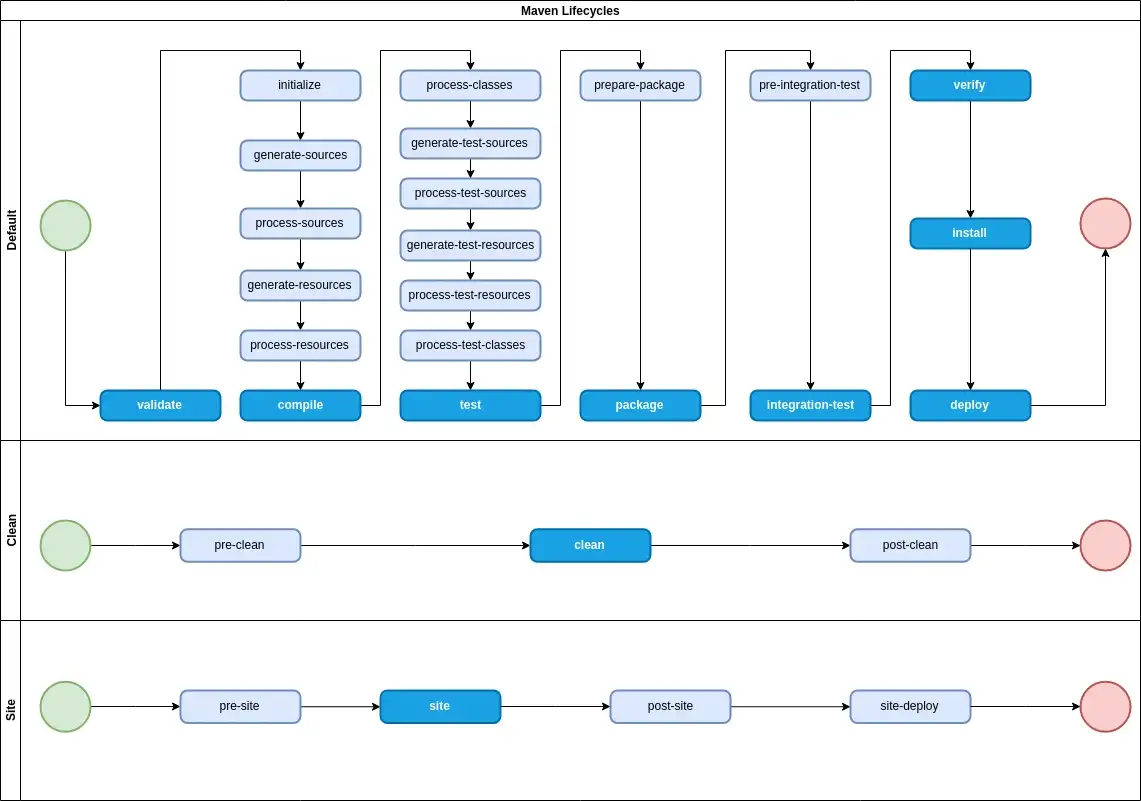 Maven Lifecycles
Default
validate
initialize
generate-sources
process-sources
generate-resources
process-resources
compile
process-classes
generate-test-sources
process-test-sources
generate-test-resources
process-test-resources
process-test-classes
test
prepare-package
package
pre-integration-test
integration-test
verify
install
deploy
Clean
pre-clean
clean
post-clean
Site
pre-site
site
post-site
site-deploy